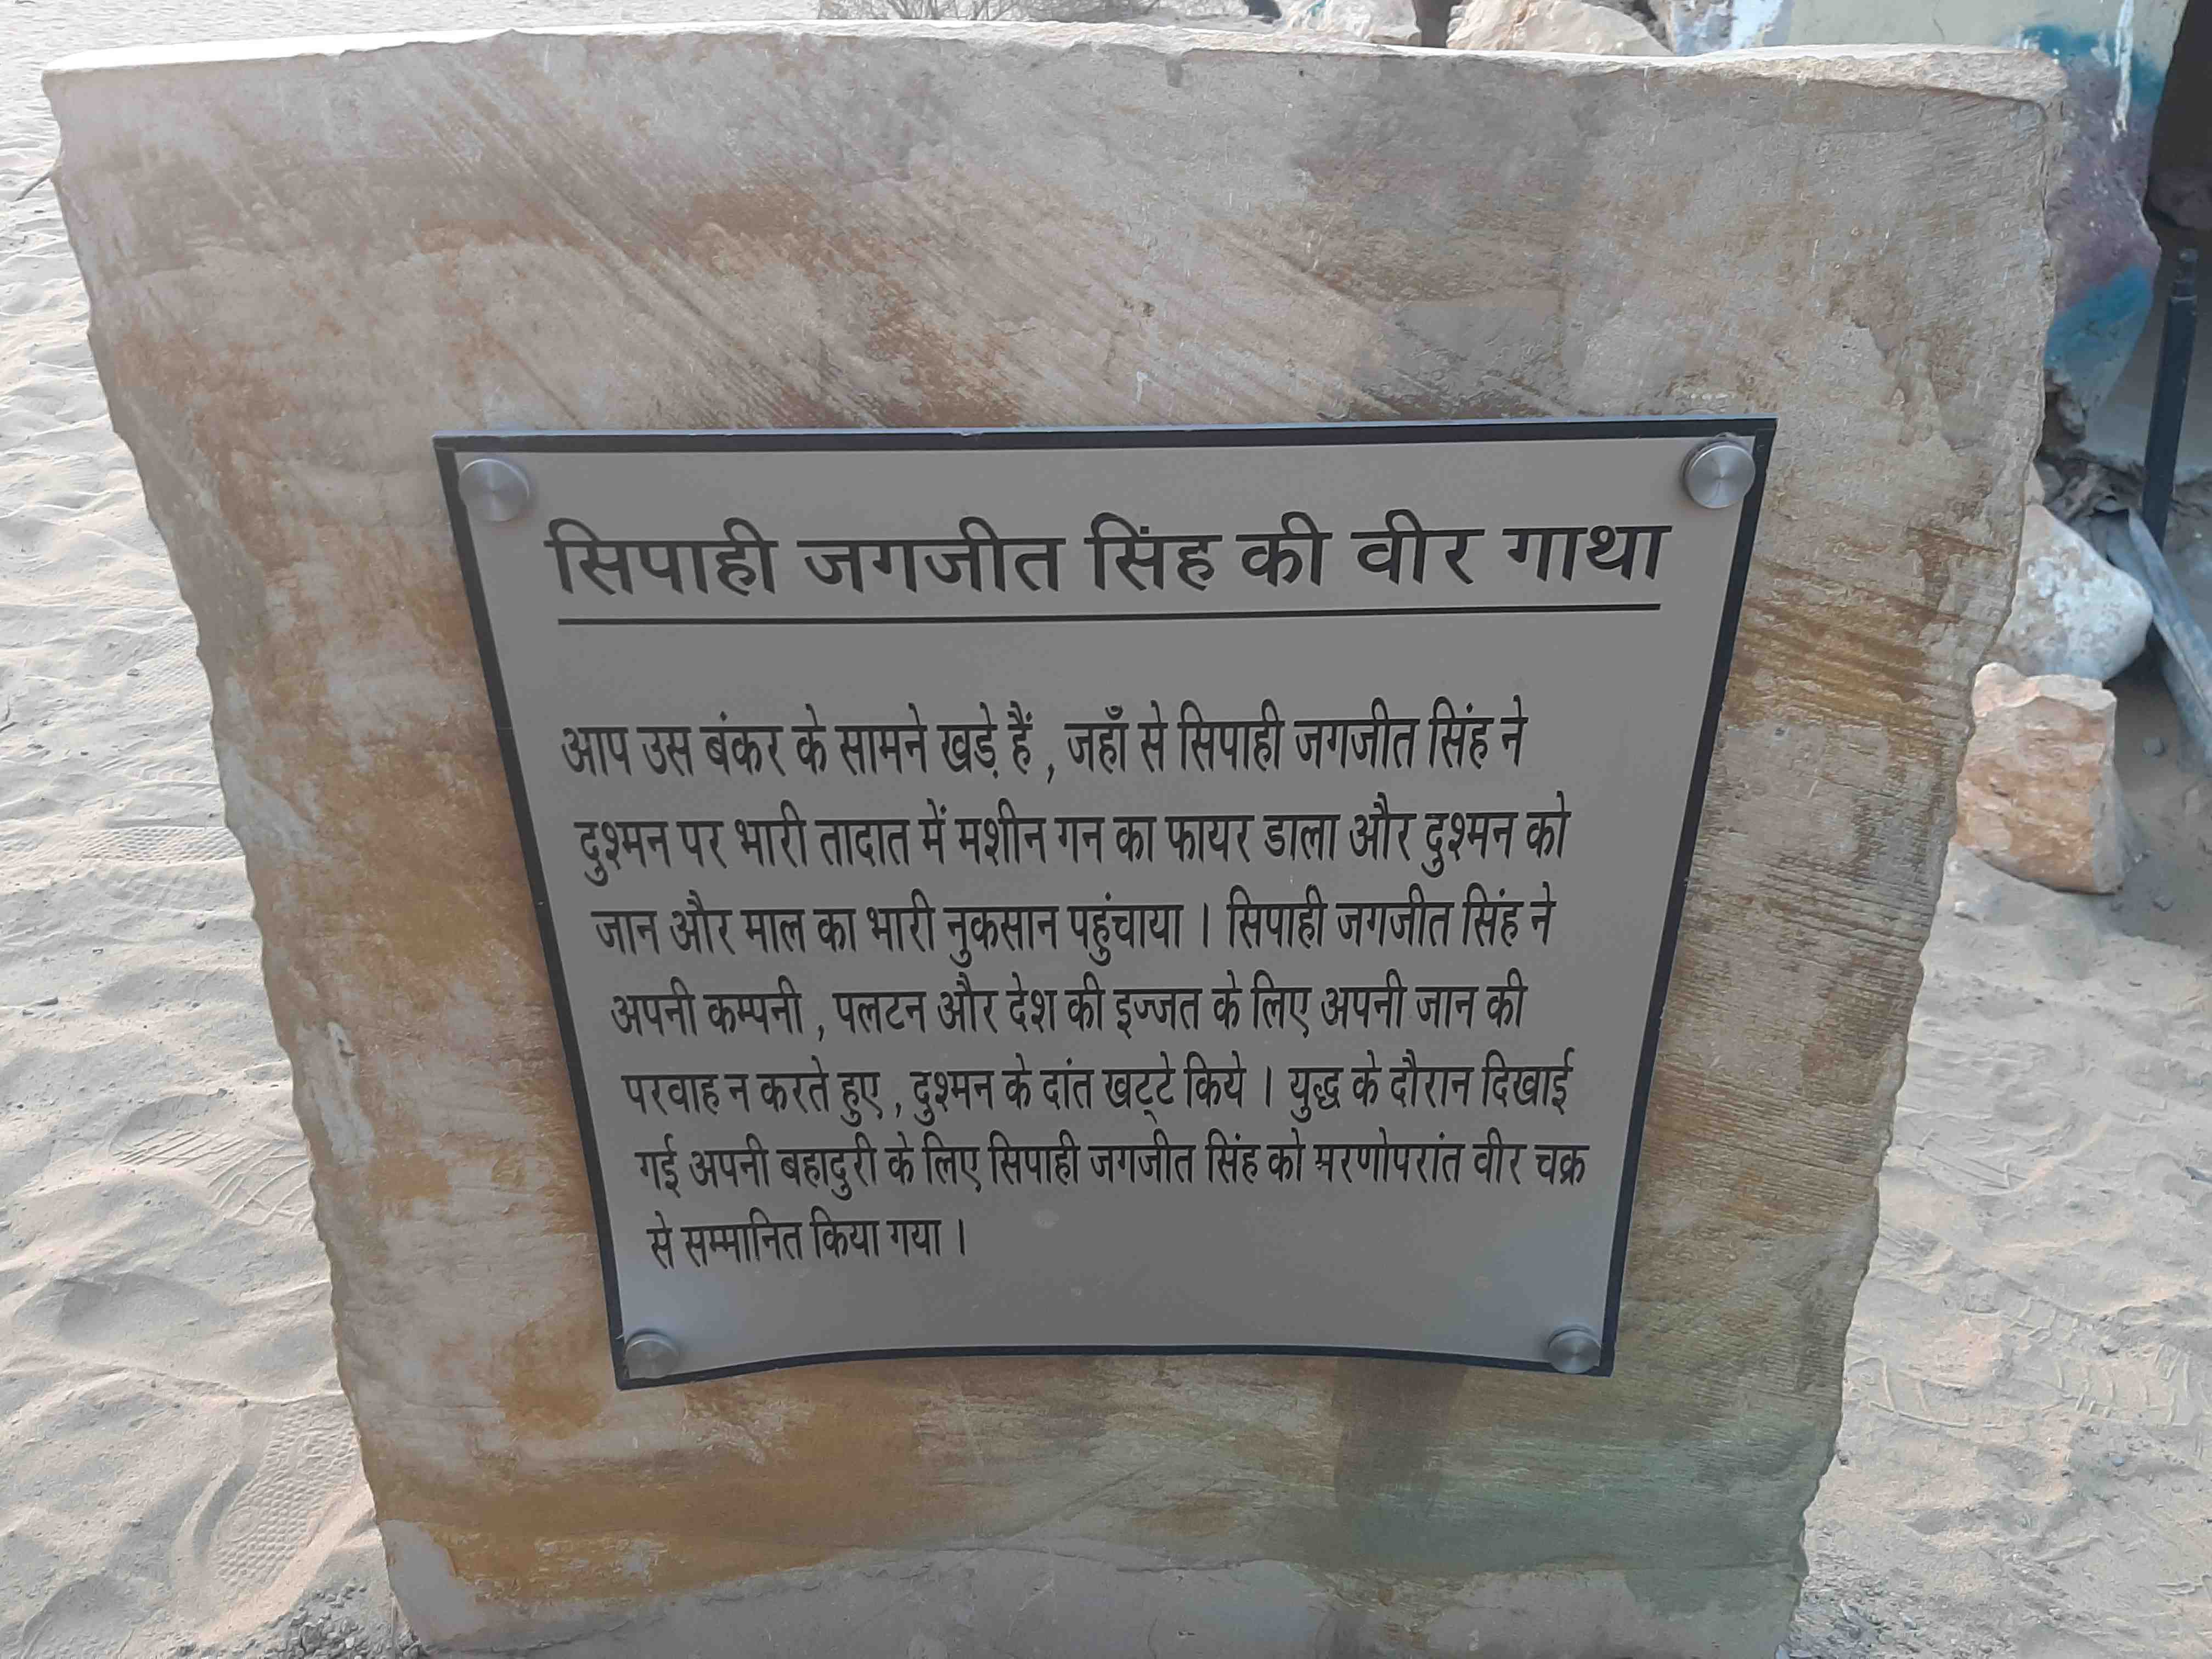 सिपाही जगजीत सिंह की वीर गाथा
आप उस बंकर के सामने खड़े हैं , जहाँ से सिपाही जगजीत सिंह ने
दुश्मन पर भारी तादात में मशीन गन का फायर डाला और दुश्मन को
जान और माल का भारी नुकसान पहुंचाया । सिपाही जगजीत सिंह ने
अपनी कम्पनी , पलटन और देश की इज्जत के लिए अपनी जान की
परवाह न करते हुए , दुश्मन के दांत खट्टे किये । युद्ध के दौरान दिखाई
गई अपनी बहादुरी के लिए सिपाही जगजीत सिंह को मरणोपरांत वीर चक्र
से सम्मानित किया गया ।